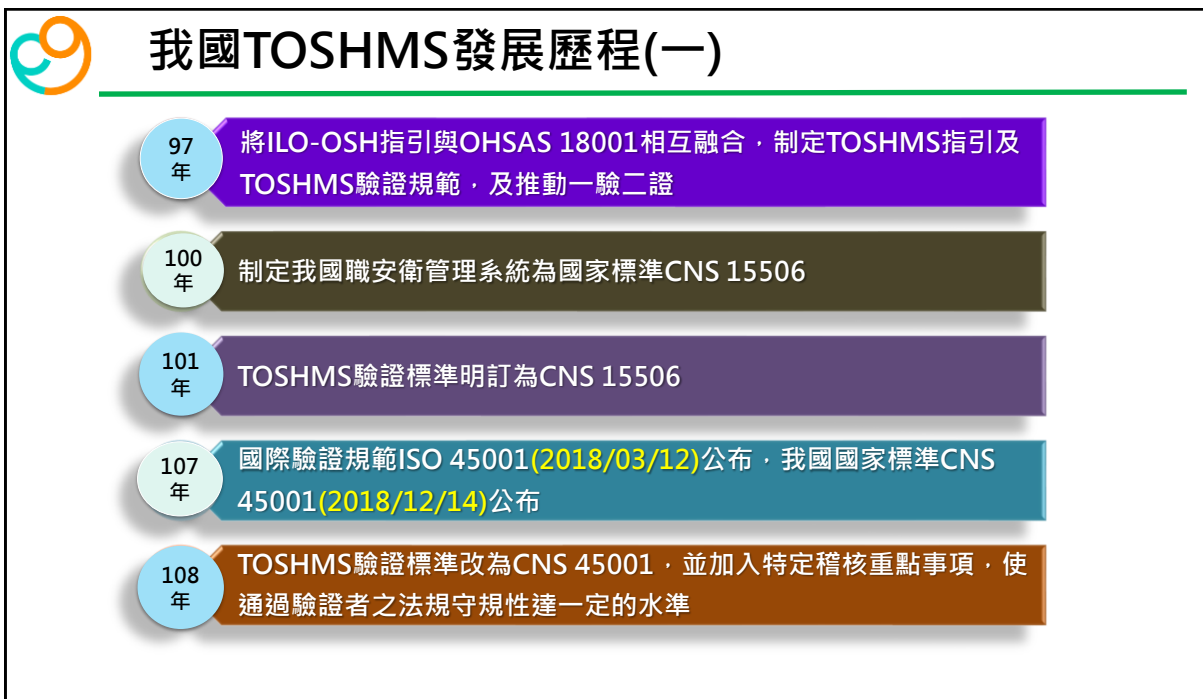 我國TOSHMS發展歷程(一)
97
年
將ILO-OSH指引與OHSAS 18001相互融合，制定TOSHMS指引及
TOSHMS驗證規範，及推動一驗二證
100
年
制定我國職安衛管理系統為國家標準CNS 15506
101
年
TOSHMS驗證標準明訂為CNS 15506
107
年
國際驗證規範ISO 45001(2018/03/12)公布，我國國家標準CNS
45001(2018/12/14)公布
108
年
TOSHMS驗證標準改為CNS 45001，並加入特定稽核重點事項，使
通過驗證者之法規守規性達一定的水準